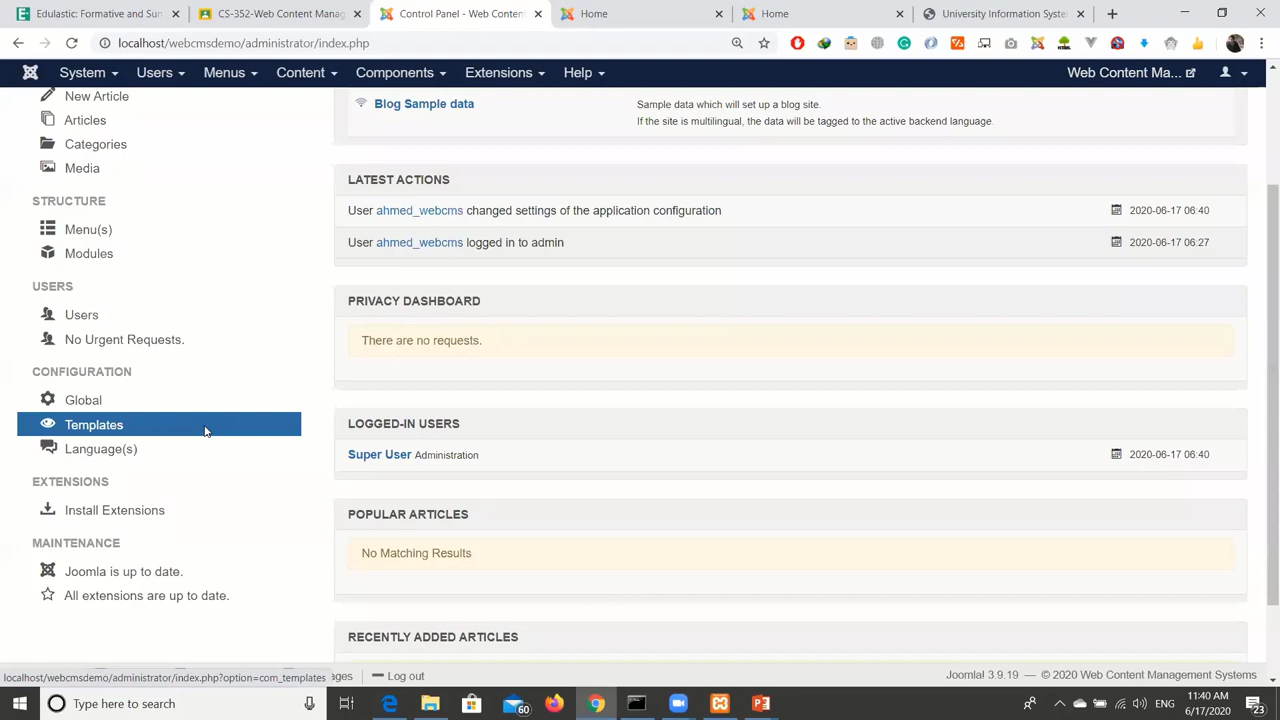 Edulastic: Formative and Sum
CS-352-Web Content Manag
Control Panel - Web Content
Home
Home
University Information Syste
localhost/webcmsdemo/administrator/index.php
System
Users
Menus
Content
Components
Extensions
Help
Web Content Ma...
New Article
Articles
Categories
Media
STRUCTURE
Menu(s)
Modules
USERS
Users
No Urgent Requests.
CONFIGURATION
Global
Templates
Language(s)
EXTENSIONS
Install Extensions
MAINTENANCE
Joomla is up to date.
All extensions are up to date.
Blog Sample data
Sample data which will set up a blog site.
If the site is multilingual, the data will be tagged to the active backend language.
LATEST ACTIONS
User ahmed_webcms changed settings of the application configuration 2020-06-17 06:40
User ahmed_webcms logged in to admin 2020-06-17 06:27
PRIVACY DASHBOARD
There are no requests.
LOGGED-IN USERS
Super User Administration 2020-06-17 06:40
POPULAR ARTICLES
No Matching Results
RECENTLY ADDED ARTICLES
localhost/webcmsdemo/administrator/index.php?option=com_templates
ages
Log out
Joomla! 3.9.19 — © 2020 Web Content Management Systems
Type here to search
60
ENG
11:40 AM
6/17/2020
23